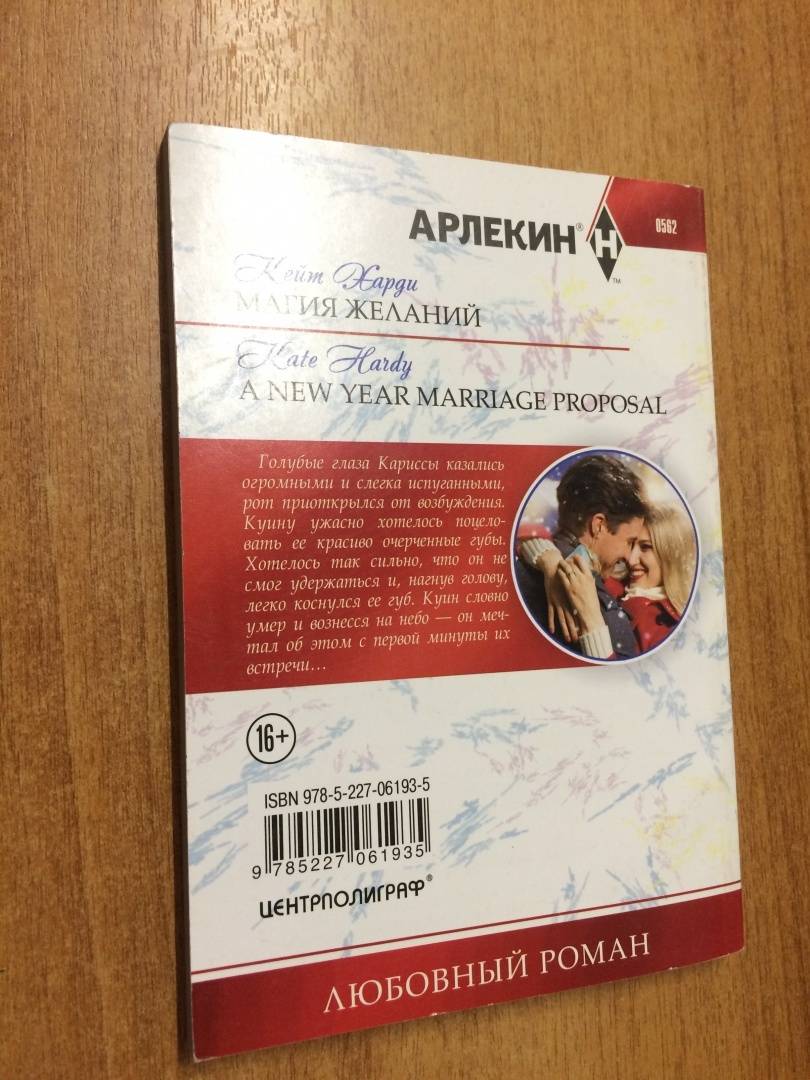 АРЛЕКИН®
H
™
0562
Кейт Харди
МАГИЯ ЖЕЛАНИЙ
Kate Hardy
A NEW YEAR MARRIAGE PROPOSAL
Голубые глаза Кариссы казались
огромными и слегка испуганными,
рот приоткрылся от возбуждения.
Куину ужасно хотелось поцело-
вать ее красиво очерченные губы.
Хотелось так сильно, что он не
смог удержаться и, нагнув голову,
легко коснулся ее губ. Куин словно
умер и вознесся на небо — он меч-
тал об этом с первой минуты их
встречи...
16+
ISBN 978-5-227-06193-5
9 785227 061935
ЦЕНТРПОЛИГРАФ®
ЛЮБОВНЫЙ РОМАН